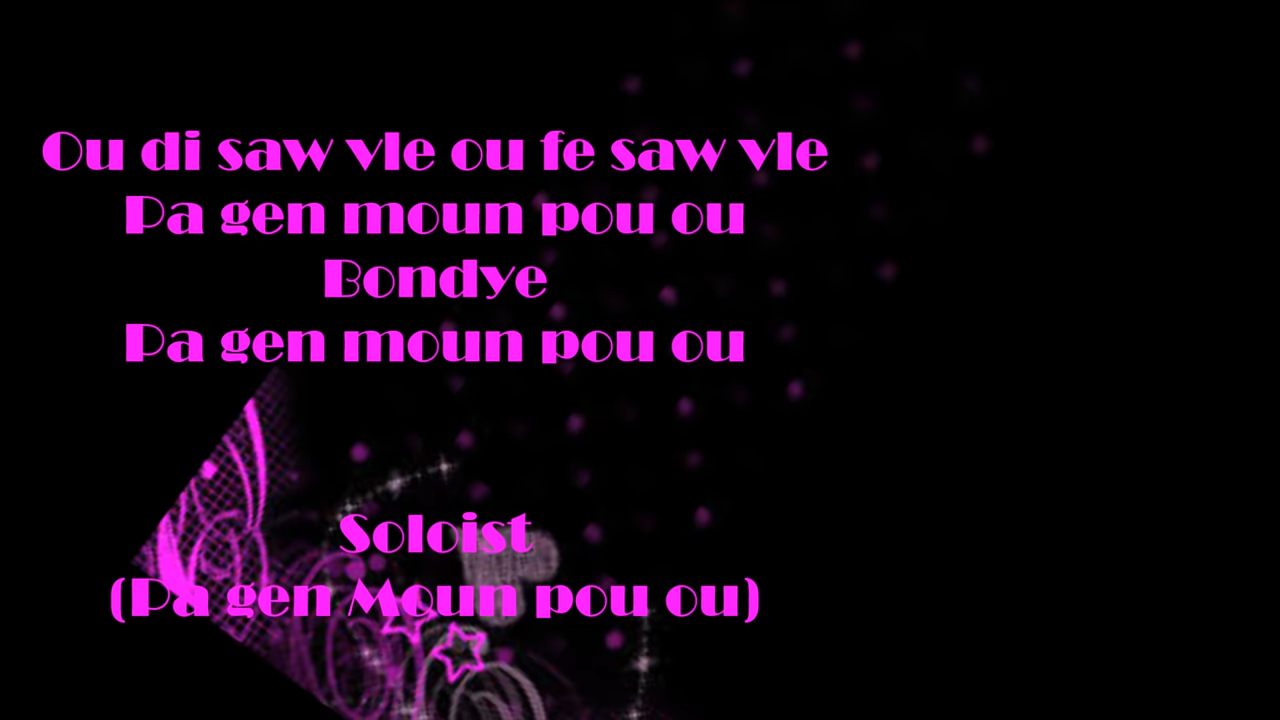 Ou di saw vle ou fe saw vle
Pa gen moun pou ou
Bondye
Pa gen moun pou ou
Soloist
(Pa gen Moun pou ou)